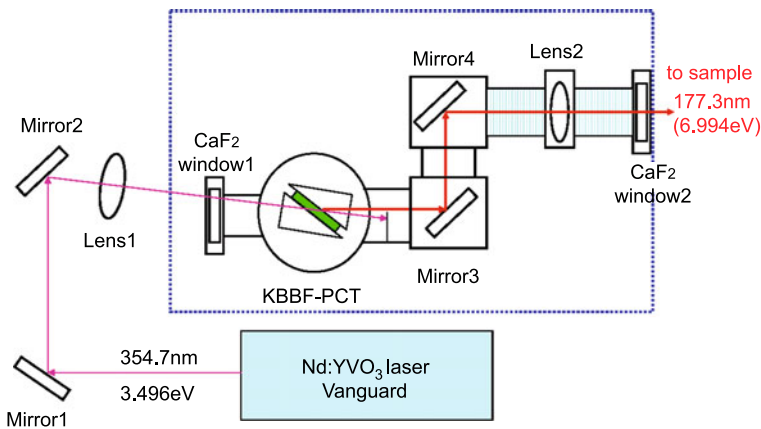 Mirror4
Lens2
to sample
177.3nm
(6.994eV)
Mirror2
CaF2
window1
CaF2
window2
Lens1
Mirror3
KBBF-PCT
354.7nm
3.496eV
Nd:YVO3 laser
Vanguard
Mirror1